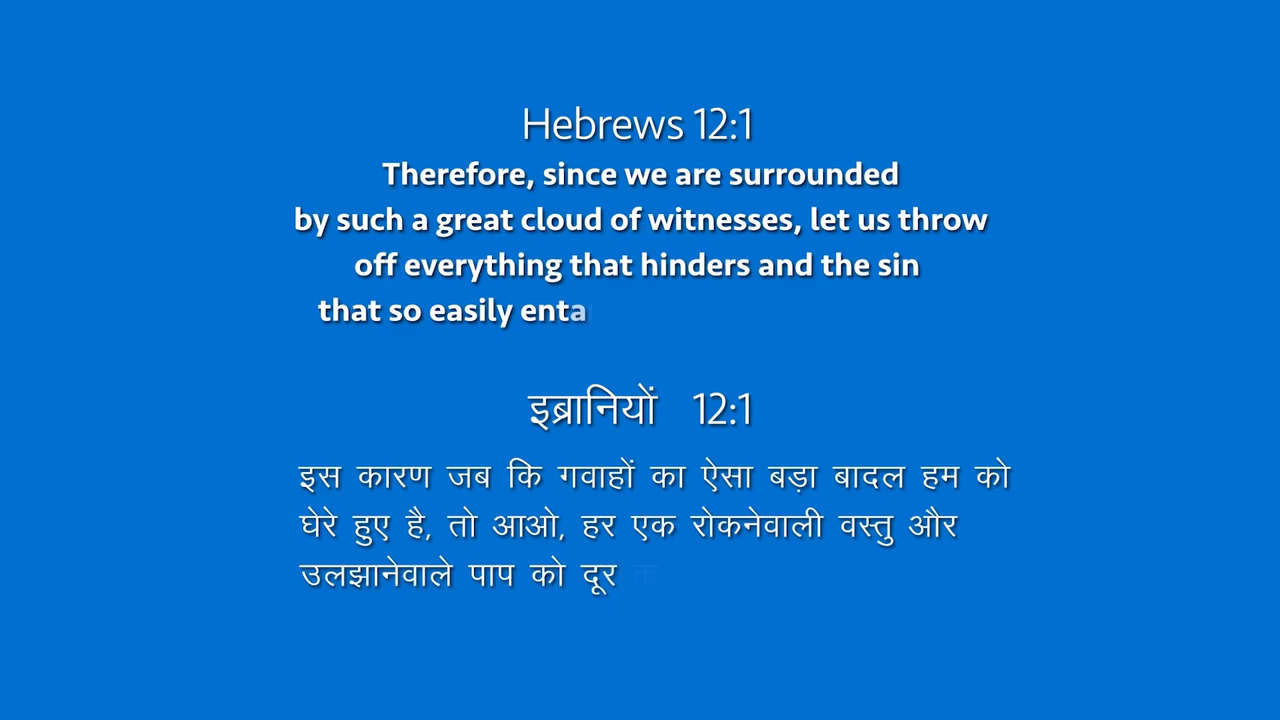 Hebrews 12:1
Therefore, since we are surrounded
by such a great cloud of witnesses, let us throw
off everything that hinders and the sin
that so easily enta
इब्रानियों 12:1
इस कारण जब कि गवाहों का ऐसा बड़ा बादल हम को
घेरे हुए है, तो आओ, हर एक रोकनेवाली वस्तु और
उलझानेवाले पाप को दूर